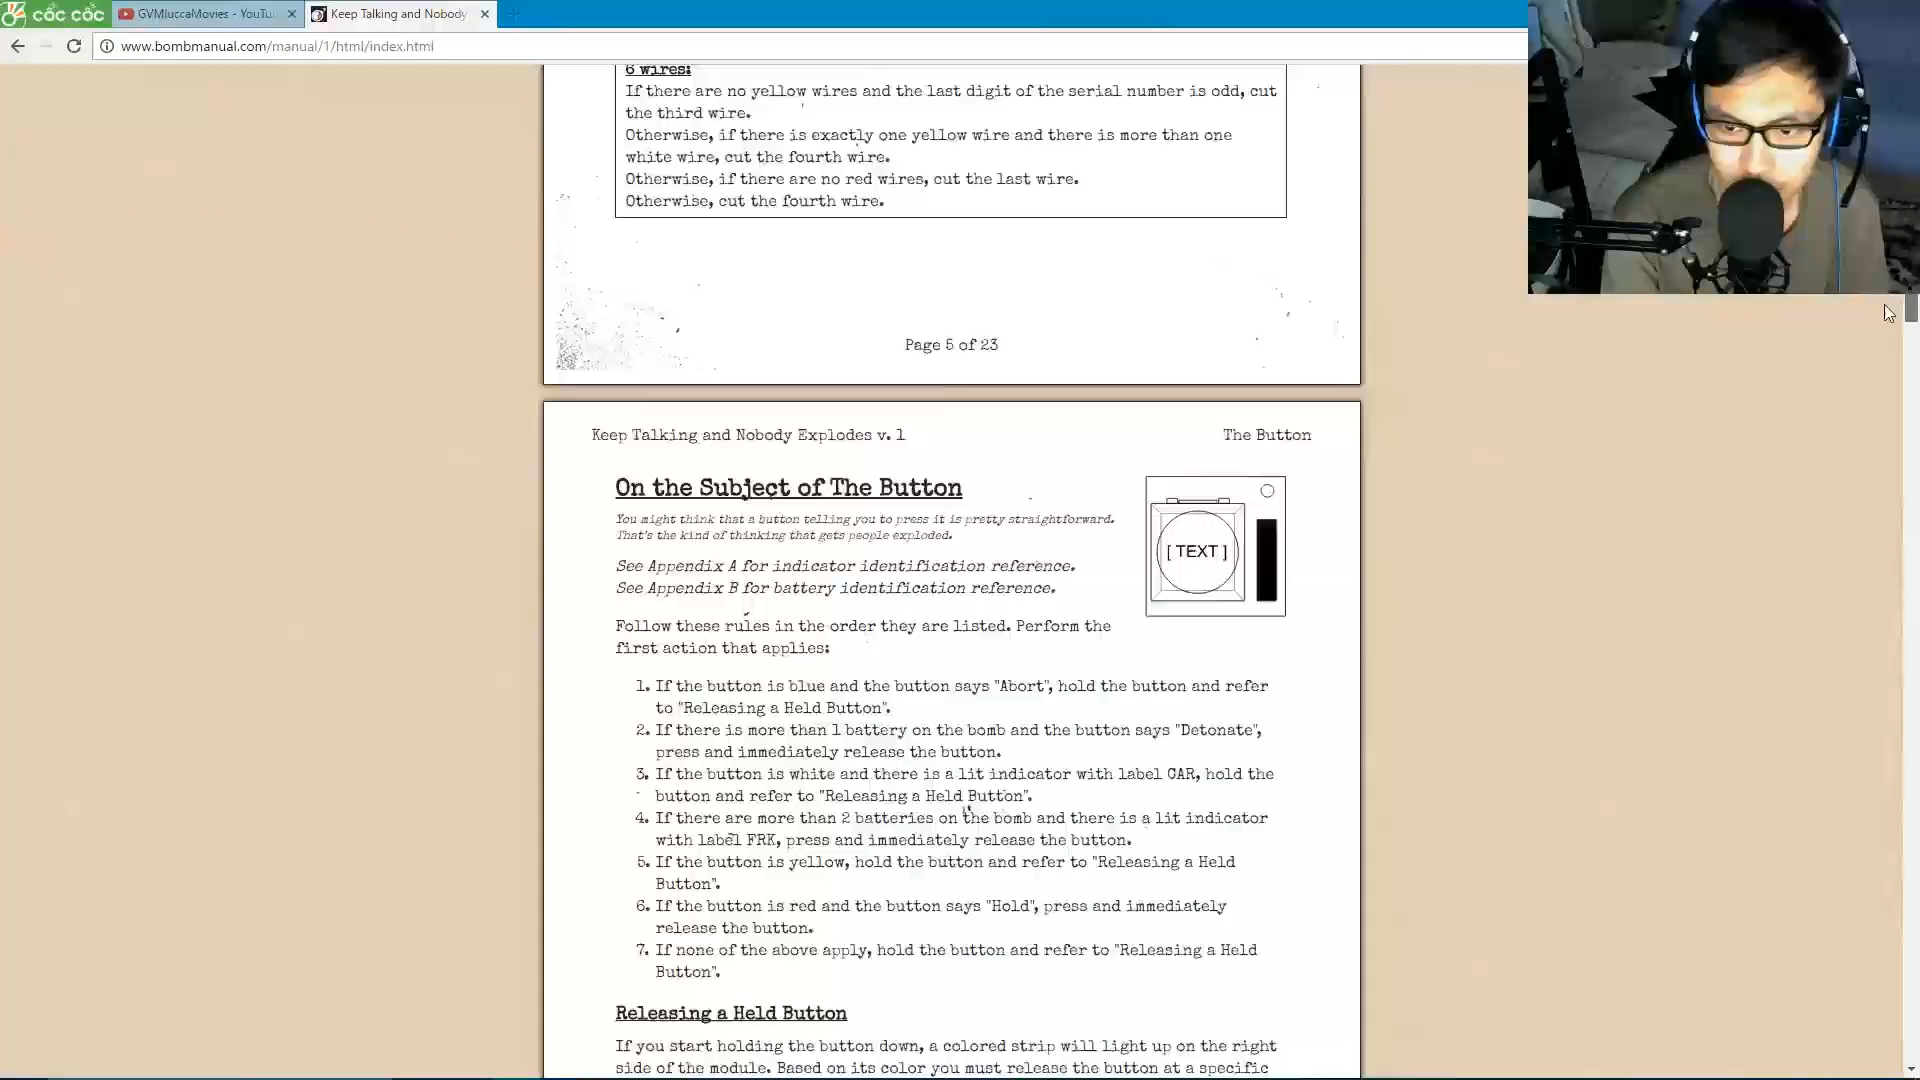 cốc cốc
GVMluccaMovies - YouTu
Keep Talking and Nobody
www.bombmanual.com/manual/1/html/index.html
6 wires:
If there are no yellow wires and the last digit of the serial number is odd, cut
the third wire.
Otherwise, if there is exactly one yellow wire and there is more than one
white wire, cut the fourth wire.
Otherwise, if there are no red wires, cut the last wire.
Otherwise, cut the fourth wire.
Page 5 of 23
Keep Talking and Nobody Explodes v. 1
The Button
On the Subject of The Button
You might think that a button telling you to press it is pretty straightforward.
That's the kind of thinking that gets people exploded.
See Appendix A for indicator identification reference.
See Appendix B for battery identification reference.
[ TEXT ]
Follow these rules in the order they are listed. Perform the
first action that applies:
1. If the button is blue and the button says "Abort", hold the button and refer
to "Releasing a Held Button".
2. If there is more than 1 battery on the bomb and the button says "Detonate",
press and immediately release the button.
3. If the button is white and there is a lit indicator with label CAR, hold the
button and refer to "Releasing a Held Button".
4. If there are more than 2 batteries on the bomb and there is a lit indicator
with label FRK, press and immediately release the button.
5. If the button is yellow, hold the button and refer to "Releasing a Held
Button".
6. If the button is red and the button says "Hold", press and immediately
release the button.
7. If none of the above apply, hold the button and refer to "Releasing a Held
Button".
Releasing a Held Button
If you start holding the button down, a colored strip will light up on the right
side of the module. Based on its color you must release the button at a specific